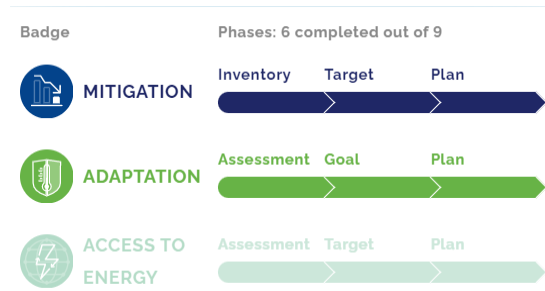 Badge Phases: 6 completed out of 9
Inventory Target Plan
MITIGATION
Assessment Goal Plan
ADAPTATION
Assessment Target Plan
ACCESS TO
ENERGY